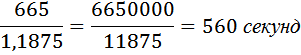 665/1,1875 = 6650000/11875 = 560 секунд